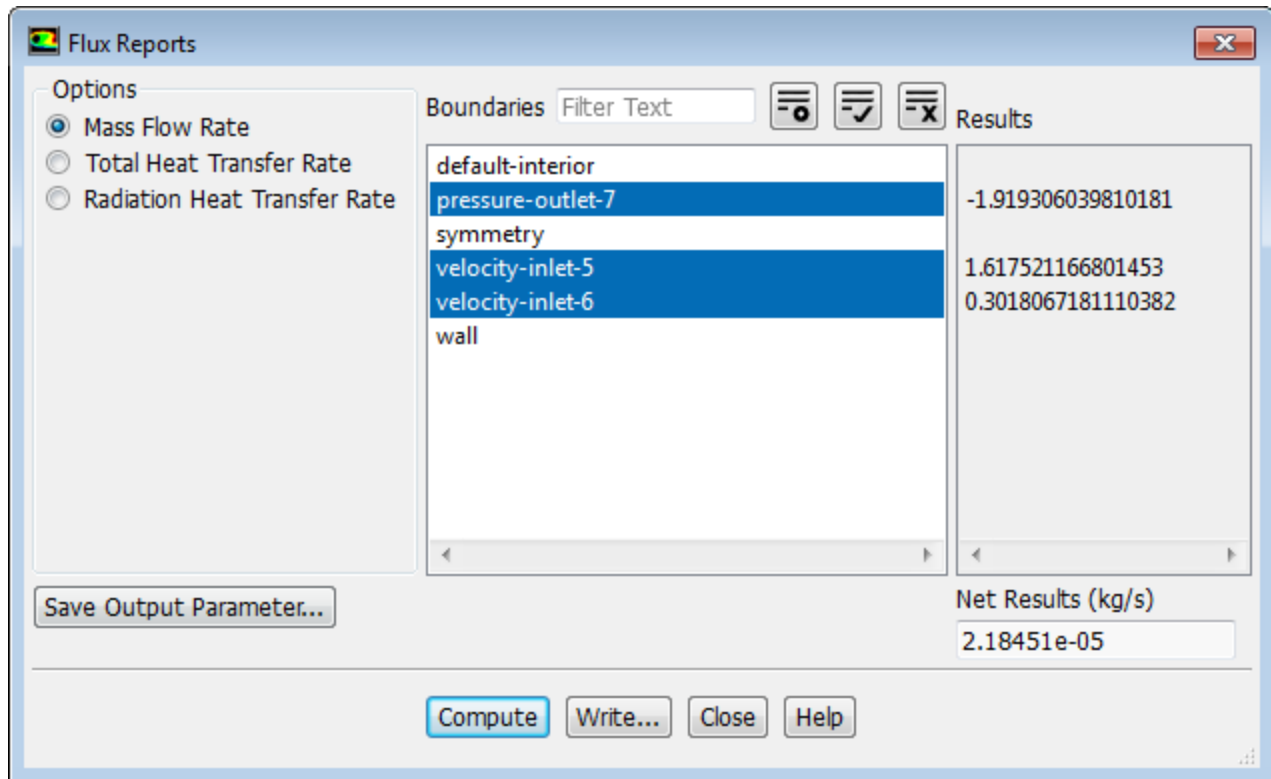 Flux Reports
Options
Mass Flow Rate
Total Heat Transfer Rate
Radiation Heat Transfer Rate
Boundaries Filter Text
Results
default-interior
pressure-outlet-7 -1.919306039810181
symmetry
velocity-inlet-5 1.617521166801453
velocity-inlet-6 0.3018067181110382
wall
Save Output Parameter...
Net Results (kg/s)
2.18451e-05
Compute Write... Close Help